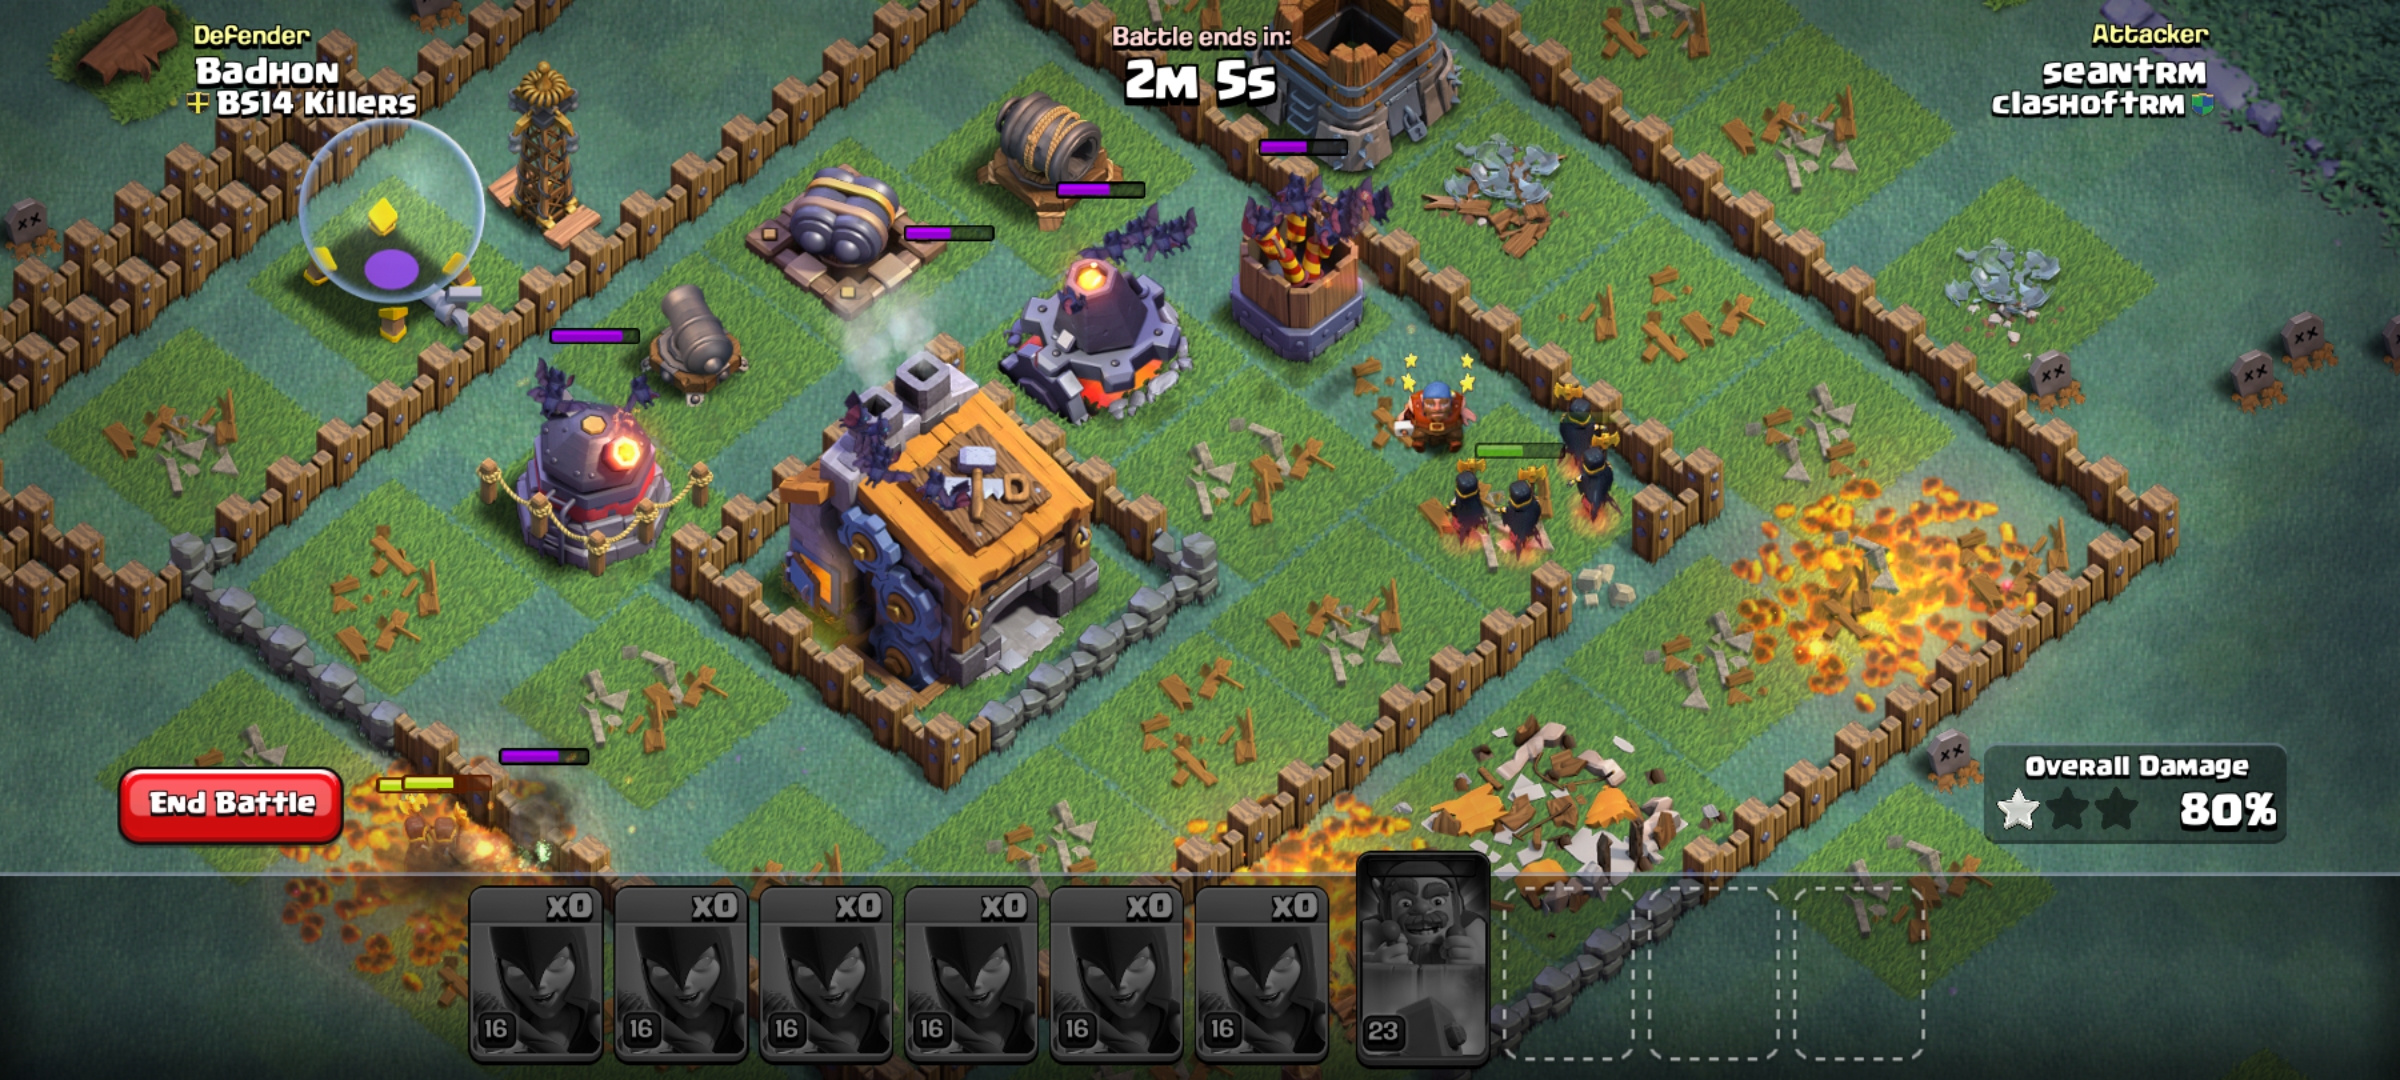 Defender
Badhon
BS14 Killers
Battle ends in:
2m 5s
Attacker
seantrm
clashoftrm
D
End Battle
Overall Damage
80%
x0 x0 x0 x0 x0 x0
16 16 16 16 16 16 23